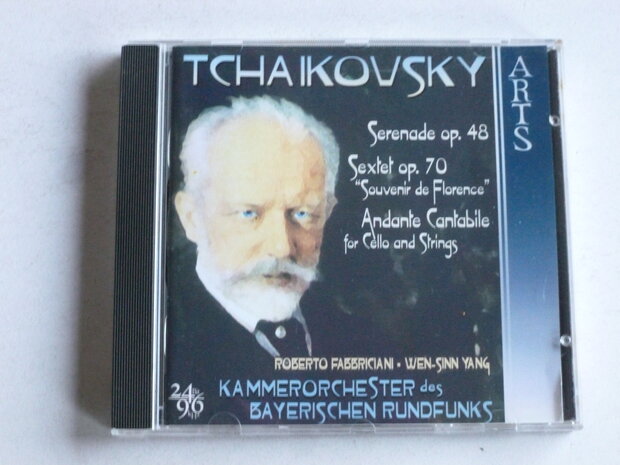 TCHAIKOVSKY
ARTS
Serenade op. 48
Sextet op. 70
"Souvenir de Florence"
Andante Cantabile
for Cello and Strings
ROBERTO FABBRICIANI • WEN-SINN YANG
24
96
KAMMERORCHESTER des
BAYERISCHEN RUNDFUNKS